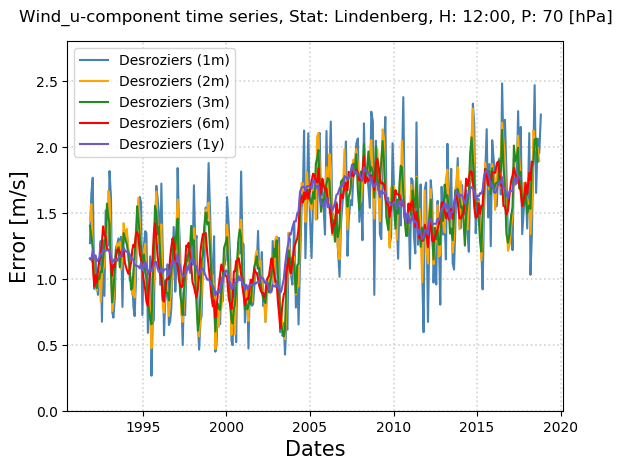 Wind_u-component time series, Stat: Lindenberg, H: 12:00, P: 70 [hPa]
Desroziers (1m)
Desroziers (2m)
Desroziers (3m)
Desroziers (6m)
Desroziers (1y)
Error [m/s]
2.5
2.0
1.5
1.0
0.5
0.0
1995 2000 2005 2010 2015 2020
Dates